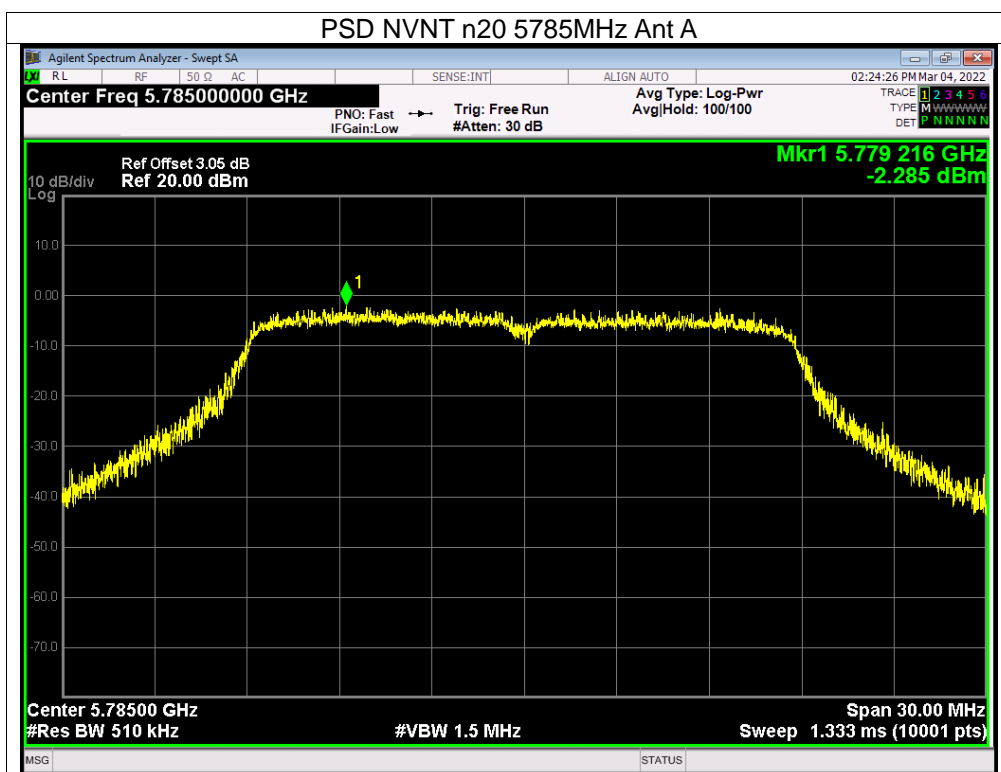 PSD NVNT n20 5785MHz Ant A
Agilent Spectrum Analyzer - Swept SA
LXI RL RF 50 Ω AC SENSE:INT ALIGN AUTO 02:24:26 PM Mar 04, 2022
Center Freq 5.785000000 GHz
PNO: Fast
IFGain:Low
Trig: Free Run
#Atten: 30 dB
Avg Type: Log-Pwr
Avg|Hold: 100/100
TRACE 1 2 3 4 5 6
TYPE M WWWWW
DET P N N N N N
Mkr1 5.779 216 GHz
-2.285 dBm
Ref Offset 3.05 dB
10 dB/div Ref 20.00 dBm
Log
1
10.0
0.00
-10.0
-20.0
-30.0
-40.0
-50.0
-60.0
-70.0
Center 5.78500 GHz Span 30.00 MHz
#Res BW 510 kHz #VBW 1.5 MHz Sweep 1.333 ms (10001 pts)
MSG STATUS